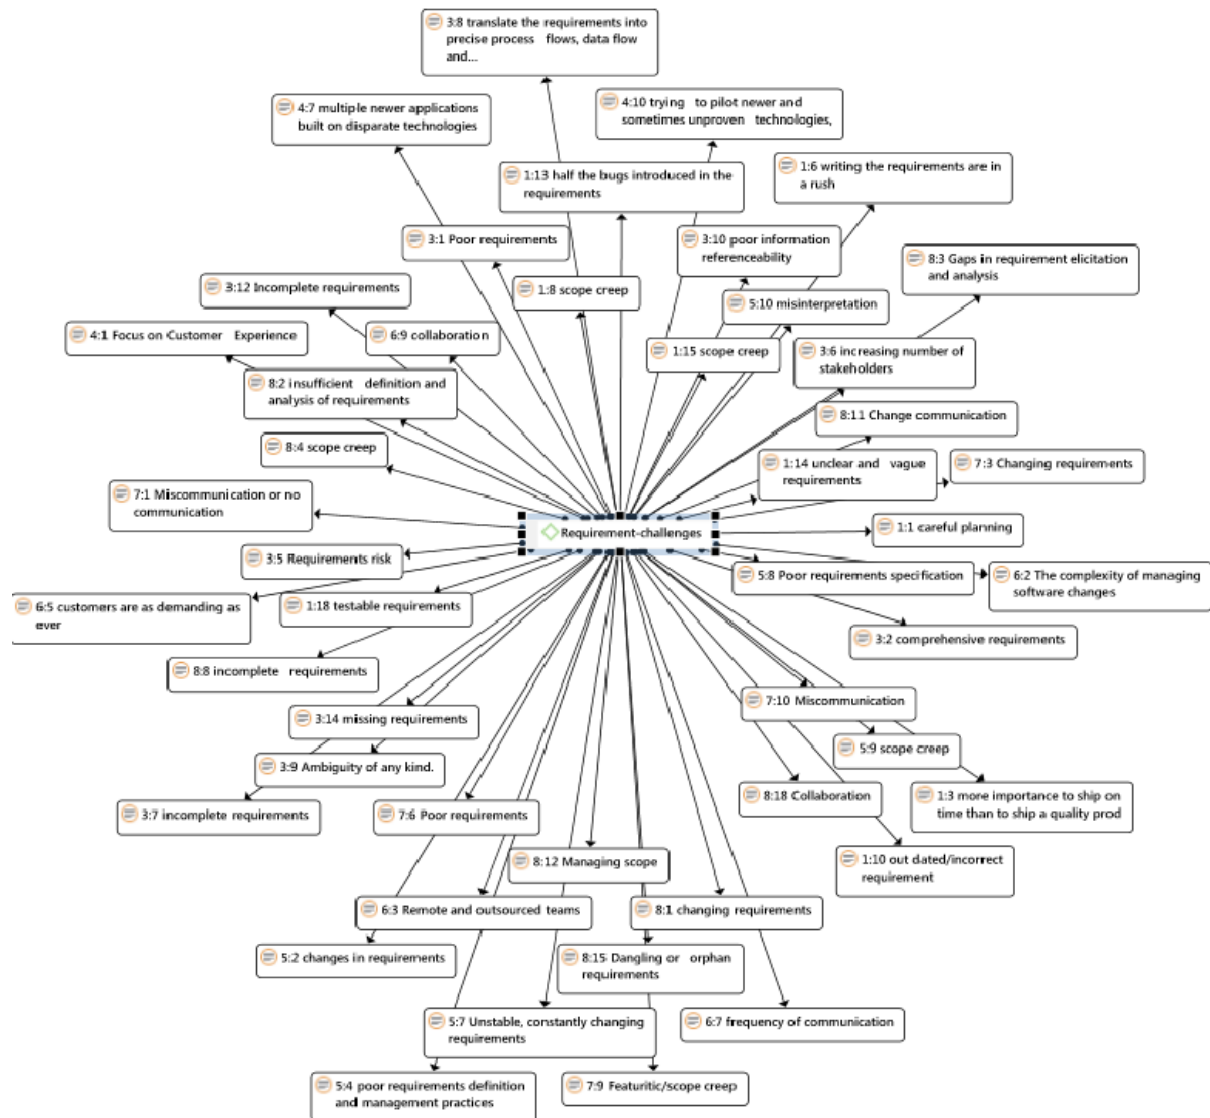 3:8 translate the requirements into
precise process flows, data flow
and...
4:7 multiple newer applications
built on disparate technologies
4:10 trying to pilot newer and
sometimes unproven technologies,
1:13 half the bugs introduced in the
requirements
1:6 writing the requirements are in
a rush
3:1 Poor requirements
3:10 poor information
referenceability
8:3 Gaps in requirement elicitation
and analysis
3:12 Incomplete requirements
1:8 scope creep
5:10 misinterpretation
4:1 Focus on Customer Experience
6:9 collaboration
1:15 scope creep
3:6 increasing number of
stakeholders
8:2 insufficient definition and
analysis of requirements
8:11 Change communication
8:4 scope creep
1:14 unclear and vague
requirements
7:3 Changing requirements
7:1 Miscommunication or no
communication
Requirement-challenges
1:1 careful planning
3:5 Requirements risk
5:8 Poor requirements specification
6:2 The complexity of managing
software changes
6:5 customers are as demanding as
ever
1:18 testable requirements
3:2 comprehensive requirements
8:8 incomplete requirements
7:10 Miscommunication
3:14 missing requirements
5:9 scope creep
3:9 Ambiguity of any kind.
8:18 Collaboration
1:3 more importance to ship on
time than to ship a quality prod
3:7 incomplete requirements
7:6 Poor requirements
8:12 Managing scope
1:10 out dated/incorrect
requirement
6:3 Remote and outsourced teams
8:1 changing requirements
5:2 changes in requirements
8:15 Dangling or orphan
requirements
5:7 Unstable, constantly changing
requirements
6:7 frequency of communication
5:4 poor requirements definition
and management practices
7:9 Featuritic/scope creep